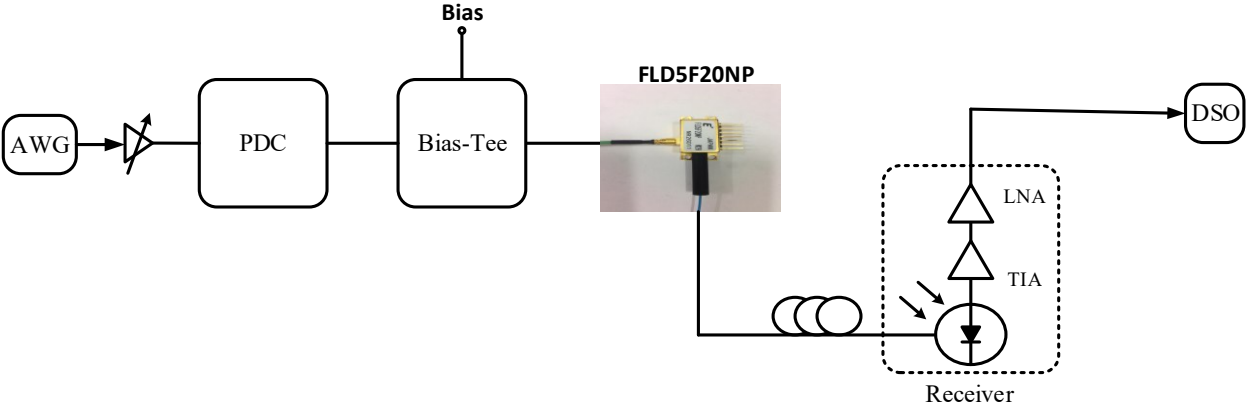 Bias
FLD5F20NP
AWG
PDC
Bias-Tee
DSO
LNA
TIA
Receiver